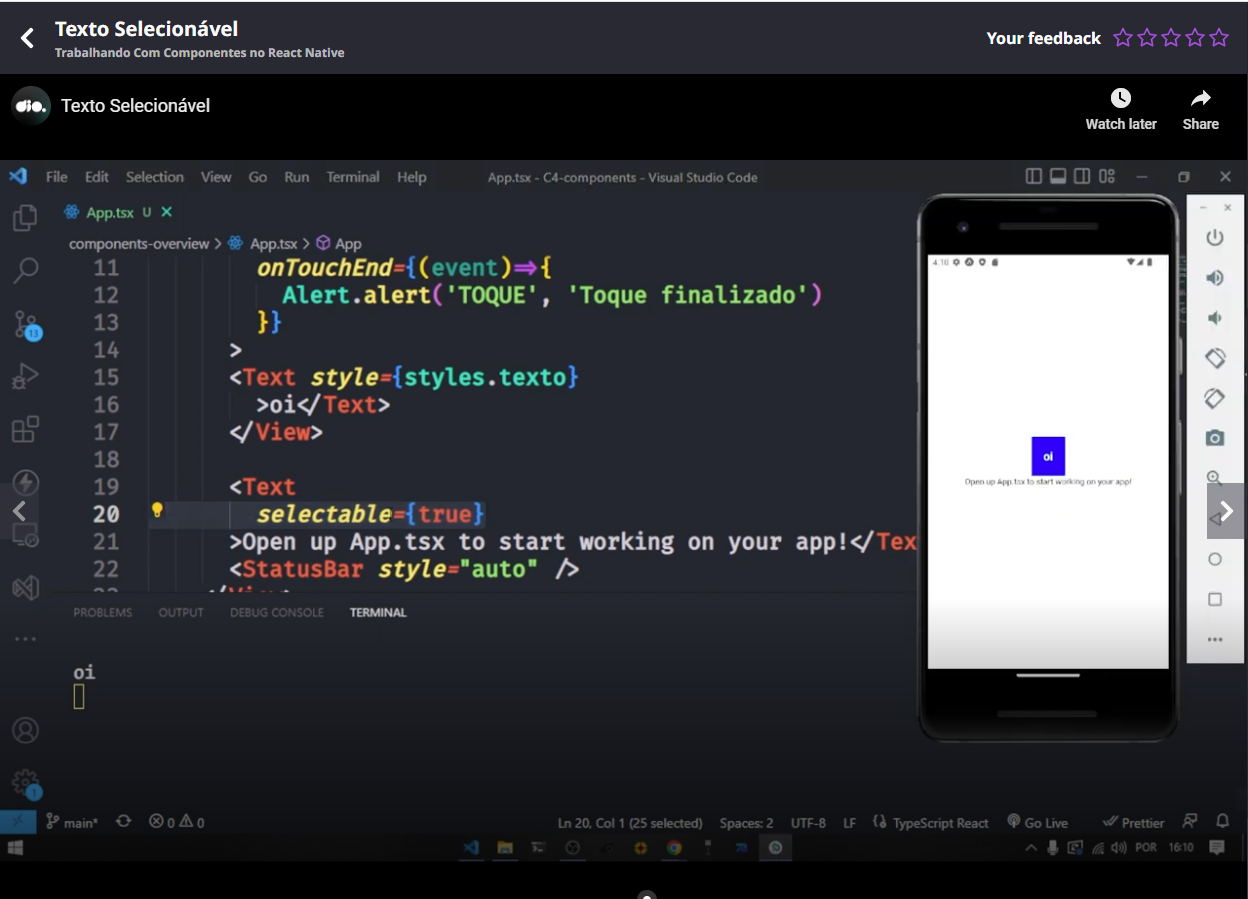 Texto Selecionável
Trabalhando Com Componentes no React Native
Your feedback
dio.
Texto Selecionável
Watch later
Share
File Edit Selection View Go Run Terminal Help
App.tsx - C4-components - Visual Studio Code
App.tsx U
components-overview > App.tsx > App
11 onTouchEnd={(event)=>{
12 Alert.alert('TOQUE', 'Toque finalizado')
13 }}
14 >
15 <Text style={styles.texto}
16 >oi</Text>
17 </View>
18
19 <Text
20 selectable={true}
21 >Open up App.tsx to start working on your app!</Tex
22 <StatusBar style="auto" />
13
PROBLEMS OUTPUT DEBUG CONSOLE TERMINAL
oi
4:10
oi
Open up App.tsx to start working on your app!
1
main* 0 0
Ln 20, Col 1 (25 selected) Spaces: 2 UTF-8 LF TypeScript React Go Live Prettier
POR 16:10